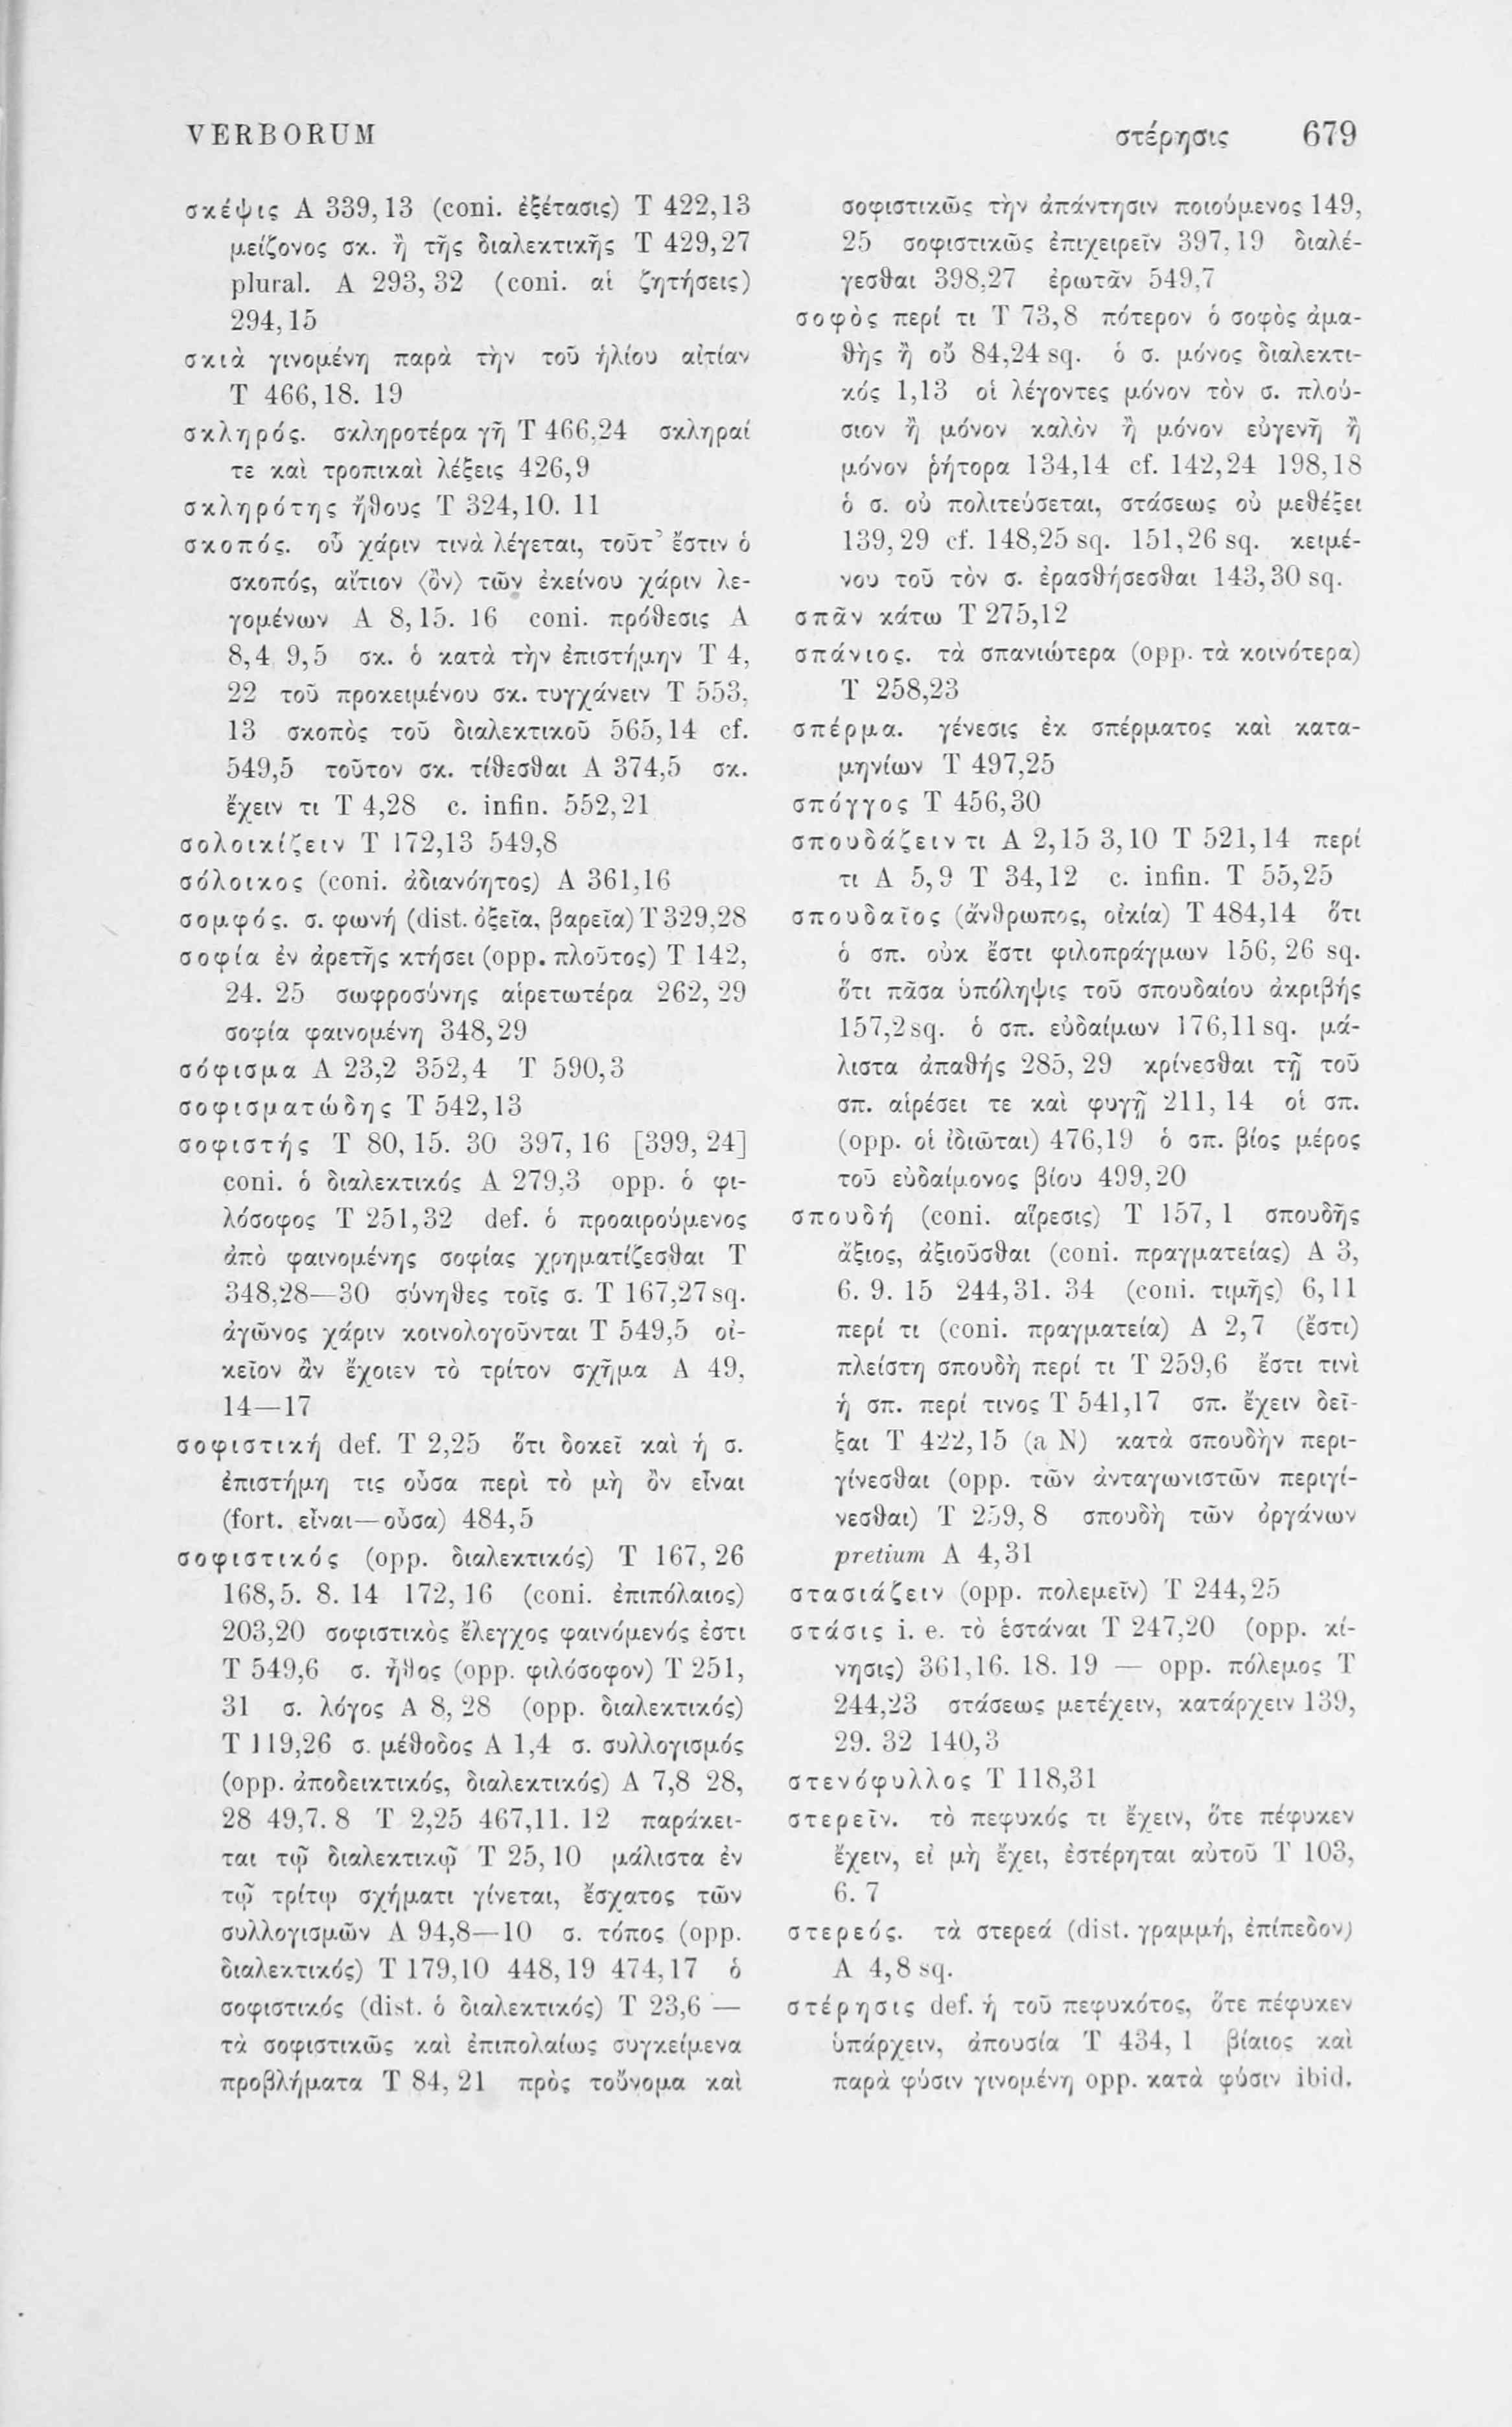 VERBORUM
στέρησις 679
σκέψις A 339,13 (coni. ἐξέτασις) T 422,13
μείζονος σκ. ἢ τῆς διαλεκτικῆς T 429,27
plural. A 293,32 (coni. αἱ ζητήσεις)
294,15
σκιὰ γινομένη παρὰ τὴν τοῦ ἡλίου αἰτίαν
T 466,18. 19
σκληρός. σκληροτέρα γῆ T 466,24 σκληραί
τε καὶ τροπικαὶ λέξεις 426,9
σκληρότης ἤθους T 324,10. 11
σκοπός. οὗ χάριν τινὰ λέγεται, τοῦτ᾽ ἔστιν ὁ
σκοπός, αἴτιον ⟨ὂν⟩ τῶν ἐκείνου χάριν λε-
γομένων A 8,15. 16 coni. πρόθεσις A
8,4 9,5 σκ. ὁ κατὰ τὴν ἐπιστήμην T 4,
22 τοῦ προκειμένου σκ. τυγχάνειν T 553,
13 σκοπὸς τοῦ διαλεκτικοῦ 565,14 cf.
549,5 τοῦτον σκ. τίθεσθαι A 374,5 σκ.
ἔχειν τι T 4,28 c. infin. 552,21
σολοικίζειν T 172,13 549,8
σόλοικος (coni. ἀδιανόητος) A 361,16
σομφός. σ. φωνή (dist. ὀξεῖα, βαρεῖα) T 329,28
σοφία ἐν ἀρετῆς κτήσει (opp. πλοῦτος) T 142,
24. 25 σωφροσύνης αἱρετωτέρα 262,29
σοφία φαινομένη 348,29
σόφισμα A 23,2 352,4 T 590,3
σοφισματώδης T 542,13
σοφιστής T 80,15. 30 397,16 [399,24]
coni. ὁ διαλεκτικός A 279,3 opp. ὁ φι-
λόσοφος T 251,32 def. ὁ προαιρούμενος
ἀπὸ φαινομένης σοφίας χρηματίζεσθαι T
348,28—30 σύνηθες τοῖς σ. T 167,27 sq.
ἀγῶνος χάριν κοινολογοῦνται T 549,5 οἰ-
κεῖον ἂν ἔχοιεν τὸ τρίτον σχῆμα A 49,
14—17
σοφιστική def. T 2,25 ὅτι δοκεῖ καὶ ἡ σ.
ἐπιστήμη τις οὖσα περὶ τὸ μὴ ὂν εἶναι
(fort. εἶναι—οὖσα) 484,5
σοφιστικός (opp. διαλεκτικός) T 167,26
168,5. 8. 14 172,16 (coni. ἐπιπόλαιος)
203,20 σοφιστικὸς ἔλεγχος φαινόμενός ἐστι
T 549,6 σ. ἦθος (opp. φιλόσοφον) T 251,
31 σ. λόγος A 8,28 (opp. διαλεκτικός)
T 119,26 σ. μέθοδος A 1,4 σ. συλλογισμός
(opp. ἀποδεικτικός, διαλεκτικός) A 7,8 28,
28 49,7. 8 T 2,25 467,11. 12 παράκει-
ται τῷ διαλεκτικῷ T 25,10 μάλιστα ἐν
τῷ τρίτῳ σχήματι γίνεται, ἔσχατος τῶν
συλλογισμῶν A 94,8—10 σ. τόπος (opp.
διαλεκτικός) T 179,10 448,19 474,17 ὁ
σοφιστικός (dist. ὁ διαλεκτικός) T 23,6 —
τὰ σοφιστικῶς καὶ ἐπιπολαίως συγκείμενα
προβλήματα T 84,21 πρὸς τοὔνομα καὶ
σοφιστικῶς τὴν ἀπάντησιν ποιούμενος 149,
25 σοφιστικῶς ἐπιχειρεῖν 397,19 διαλέ-
γεσθαι 398,27 ἐρωτᾶν 549,7
σοφὸς περί τι T 73,8 πότερον ὁ σοφὸς ἀμα-
θὴς ἢ οὔ 84,24 sq. ὁ σ. μόνος διαλεκτι-
κός 1,13 οἱ λέγοντες μόνον τὸν σ. πλού-
σιον ἢ μόνον καλὸν ἢ μόνον εὐγενῆ ἢ
μόνον ῥήτορα 134,14 cf. 142,24 198,18
ὁ σ. οὐ πολιτεύσεται, στάσεως οὐ μεθέξει
139,29 cf. 148,25 sq. 151,26 sq. κειμέ-
νου τοῦ τὸν σ. ἐρασθήσεσθαι 143,30 sq.
σπᾶν κάτω T 275,12
σπάνιος. τὰ σπανιώτερα (opp. τὰ κοινότερα)
T 258,23
σπέρμα. γένεσις ἐκ σπέρματος καὶ κατα-
μηνίων T 497,25
σπόγγος T 456,30
σπουδάζειν τι A 2,15 3,10 T 521,14 περί
τι A 5,9 T 34,12 c. infin. T 55,25
σπουδαῖος (ἄνθρωπος, οἰκία) T 484,14 ὅτι
ὁ σπ. οὐκ ἔστι φιλοπράγμων 156,26 sq.
ὅτι πᾶσα ὑπόληψις τοῦ σπουδαίου ἀκριβής
157,2 sq. ὁ σπ. εὐδαίμων 176,11 sq. μά-
λιστα ἀπαθής 285,29 κρίνεσθαι τῇ τοῦ
σπ. αἱρέσει τε καὶ φυγῇ 211,14 οἱ σπ.
(opp. οἱ ἰδιῶται) 476,19 ὁ σπ. βίος μέρος
τοῦ εὐδαίμονος βίου 499,20
σπουδή (coni. αἵρεσις) T 157,1 σπουδῆς
ἄξιος, ἀξιοῦσθαι (coni. πραγματείας) A 3,
6. 9. 15 244,31. 34 (coni. τιμῆς) 6,11
περί τι (coni. πραγματεία) A 2,7 (ἔστι)
πλείστη σπουδὴ περί τι T 259,6 ἔστι τινὶ
ἡ σπ. περί τινος T 541,17 σπ. ἔχειν δεῖ-
ξαι T 422,15 (a N) κατὰ σπουδὴν περι-
γίνεσθαι (opp. τῶν ἀνταγωνιστῶν περιγί-
νεσθαι) T 259,8 σπουδὴ τῶν ὀργάνων
pretium A 4,31
στασιάζειν (opp. πολεμεῖν) T 244,25
στάσις i. e. τὸ ἑστάναι T 247,20 (opp. κί-
νησις) 361,16. 18. 19 — opp. πόλεμος T
244,23 στάσεως μετέχειν, κατάρχειν 139,
29. 32 140,3
στενόφυλλος T 118,31
στερεῖν. τὸ πεφυκός τι ἔχειν, ὅτε πέφυκεν
ἔχειν, εἰ μὴ ἔχει, ἐστέρηται αὐτοῦ T 103,
6. 7
στερεός. τὰ στερεά (dist. γραμμή, ἐπίπεδον)
A 4,8 sq.
στέρησις def. ἡ τοῦ πεφυκότος, ὅτε πέφυκεν
ὑπάρχειν, ἀπουσία T 434,1 βίαιος καὶ
παρὰ φύσιν γινομένη opp. κατὰ φύσιν ibid.